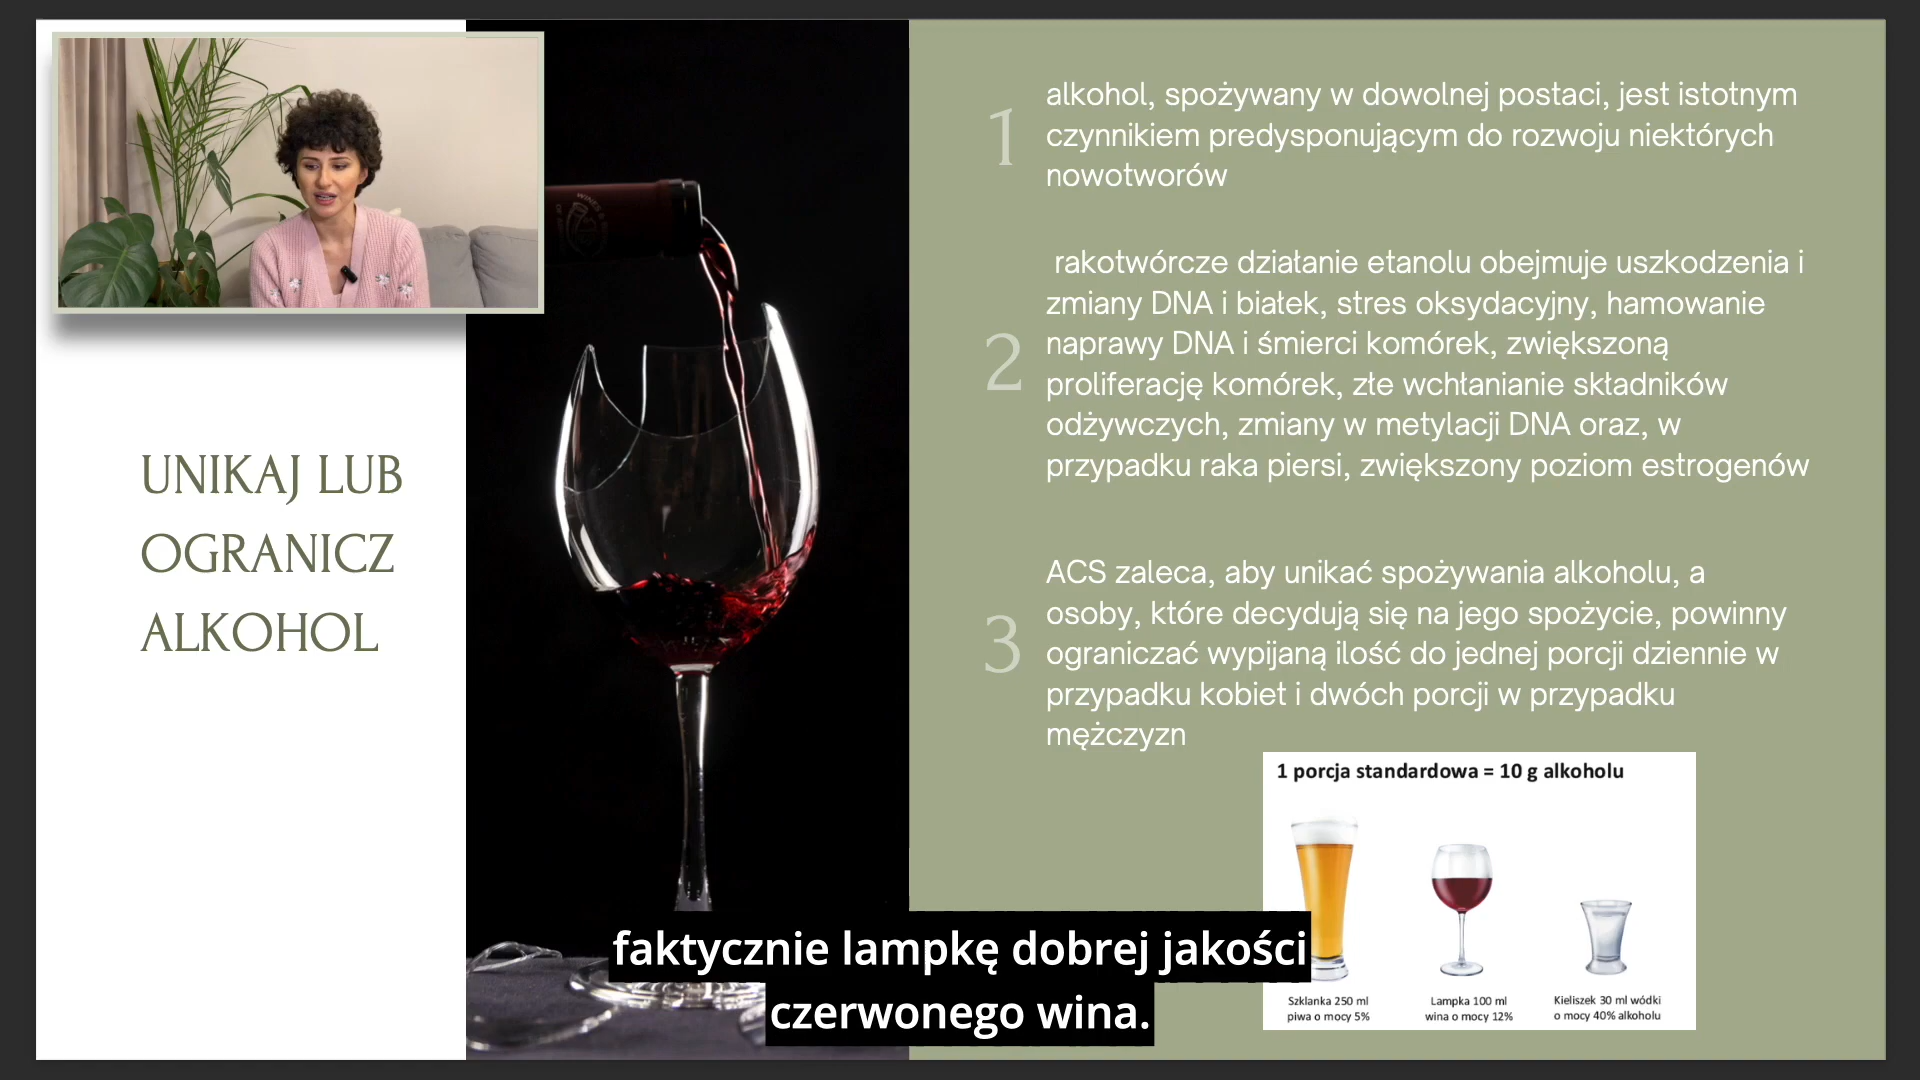 UNIKAJ LUB
OGRANICZ
ALKOHOL
1
alkohol, spożywany w dowolnej postaci, jest istotnym
czynnikiem predysponującym do rozwoju niektórych
nowotworów
2
rakotwórcze działanie etanolu obejmuje uszkodzenia i
zmiany DNA i białek, stres oksydacyjny, hamowanie
naprawy DNA i śmierci komórek, zwiększoną
proliferację komórek, złe wchłanianie składników
odżywczych, zmiany w metylacji DNA oraz, w
przypadku raka piersi, zwiększony poziom estrogenów
3
ACS zaleca, aby unikać spożywania alkoholu, a
osoby, które decydują się na jego spożycie, powinny
ograniczać wypijaną ilość do jednej porcji dziennie w
przypadku kobiet i dwóch porcji w przypadku
mężczyzn
1 porcja standardowa = 10 g alkoholu
Szklanka 250 ml
piwa o mocy 5%
Lampka 100 ml
wina o mocy 12%
Kieliszek 30 ml wódki
o mocy 40% alkoholu
faktycznie lampkę dobrej jakości
czerwonego wina.